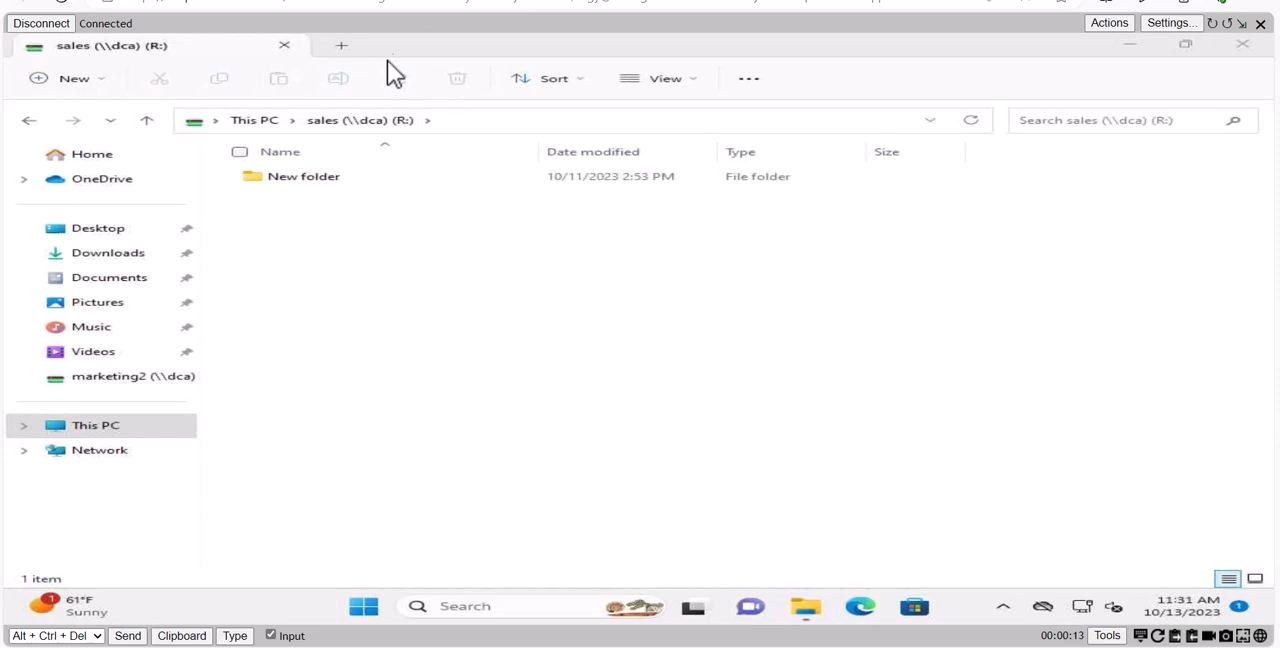 Disconnect Connected Actions Settings...
sales (\\dca) (R:)
New Sort View
This PC > sales (\\dca) (R:) > Search sales (\\dca) (R:)
Home
OneDrive
Desktop
Downloads
Documents
Pictures
Music
Videos
marketing2 (\\dca)
This PC
Network
Name Date modified Type Size
New folder 10/11/2023 2:53 PM File folder
1 item
1
61°F
Sunny
Search
11:31 AM
10/13/2023
1
Alt + Ctrl + Del Send Clipboard Type Input 00:00:13 Tools